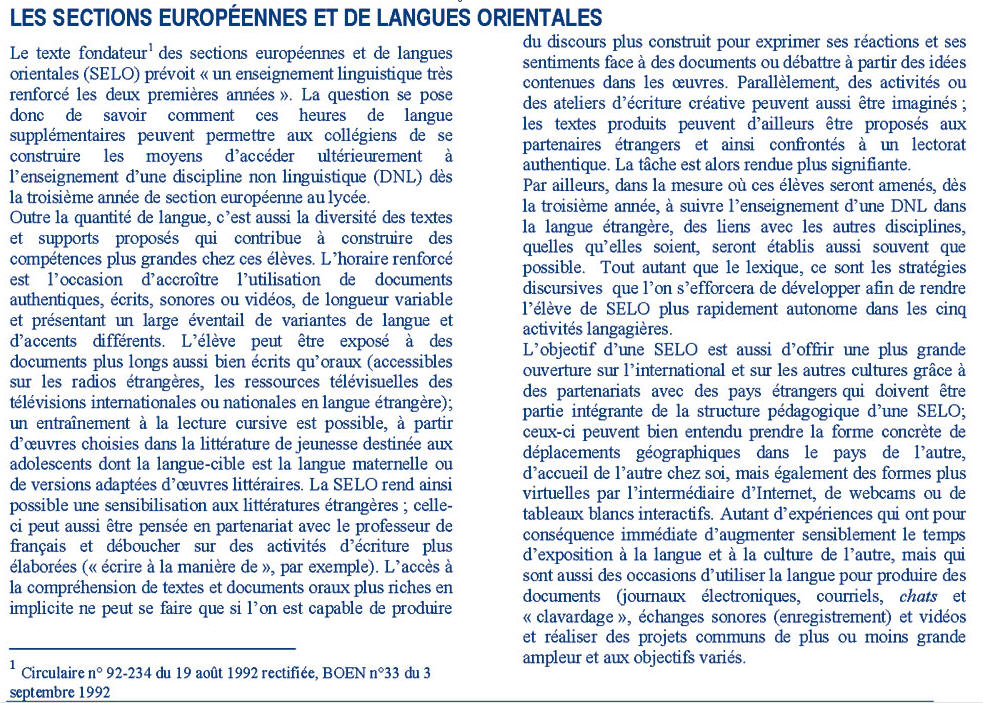 LES SECTIONS EUROPÉENNES ET DE LANGUES ORIENTALES
Le texte fondateur1 des sections européennes et de langues
orientales (SELO) prévoit « un enseignement linguistique très
renforcé les deux premières années ». La question se pose
donc de savoir comment ces heures de langue
supplémentaires peuvent permettre aux collégiens de se
construire les moyens d’accéder ultérieurement à
l’enseignement d’une discipline non linguistique (DNL) dès
la troisième année de section européenne au lycée.
Outre la quantité de langue, c’est aussi la diversité des textes
et supports proposés qui contribue à construire des
compétences plus grandes chez ces élèves. L’horaire renforcé
est l’occasion d’accroître l’utilisation de documents
authentiques, écrits, sonores ou vidéos, de longueur variable
et présentant un large éventail de variantes de langue et
d’accents différents. L’élève peut être exposé à des
documents plus longs aussi bien écrits qu’oraux (accessibles
sur les radios étrangères, les ressources télévisuelles des
télévisions internationales ou nationales en langue étrangère);
un entraînement à la lecture cursive est possible, à partir
d’œuvres choisies dans la littérature de jeunesse destinée aux
adolescents dont la langue-cible est la langue maternelle ou
de versions adaptées d’œuvres littéraires. La SELO rend ainsi
possible une sensibilisation aux littératures étrangères ; celle-
ci peut aussi être pensée en partenariat avec le professeur de
français et déboucher sur des activités d’écriture plus
élaborées (« écrire à la manière de », par exemple). L’accès à
la compréhension de textes et documents oraux plus riches en
implicite ne peut se faire que si l’on est capable de produire
1 Circulaire n° 92-234 du 19 août 1992 rectifiée, BOEN n°33 du 3
septembre 1992
du discours plus construit pour exprimer ses réactions et ses
sentiments face à des documents ou débattre à partir des idées
contenues dans les œuvres. Parallèlement, des activités ou
des ateliers d’écriture créative peuvent aussi être imaginés ;
les textes produits peuvent d’ailleurs être proposés aux
partenaires étrangers et ainsi confrontés à un lectorat
authentique. La tâche est alors rendue plus signifiante.
Par ailleurs, dans la mesure où ces élèves seront amenés, dès
la troisième année, à suivre l’enseignement d’une DNL dans
la langue étrangère, des liens avec les autres disciplines,
quelles qu’elles soient, seront établis aussi souvent que
possible. Tout autant que le lexique, ce sont les stratégies
discursives que l’on s’efforcera de développer afin de rendre
l’élève de SELO plus rapidement autonome dans les cinq
activités langagières.
L’objectif d’une SELO est aussi d’offrir une plus grande
ouverture sur l’international et sur les autres cultures grâce à
des partenariats avec des pays étrangers qui doivent être
partie intégrante de la structure pédagogique d’une SELO;
ceux-ci peuvent bien entendu prendre la forme concrète de
déplacements géographiques dans le pays de l’autre,
d’accueil de l’autre chez soi, mais également des formes plus
virtuelles par l’intermédiaire d’Internet, de webcams ou de
tableaux blancs interactifs. Autant d’expériences qui ont pour
conséquence immédiate d’augmenter sensiblement le temps
d’exposition à la langue et à la culture de l’autre, mais qui
sont aussi des occasions d’utiliser la langue pour produire des
documents (journaux électroniques, courriels, chats et
« clavardage », échanges sonores (enregistrement) et vidéos
et réaliser des projets communs de plus ou moins grande
ampleur et aux objectifs variés.